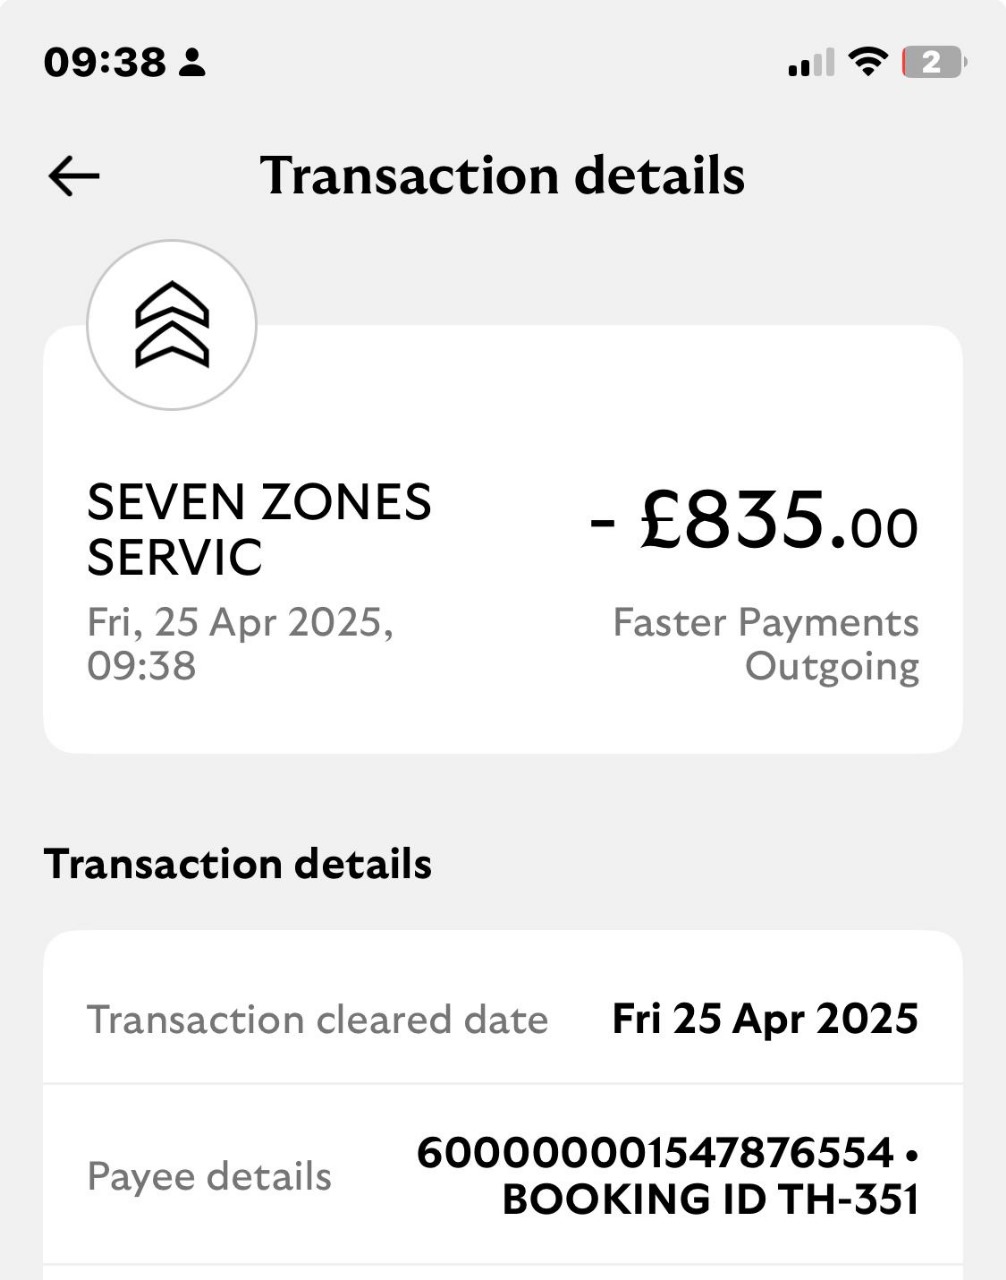 09:38
2
Transaction details
SEVEN ZONES
SERVIC
- £835.00
Fri, 25 Apr 2025,
09:38
Faster Payments
Outgoing
Transaction details
Transaction cleared date
Fri 25 Apr 2025
Payee details
6000000001547876554 •
BOOKING ID TH-351